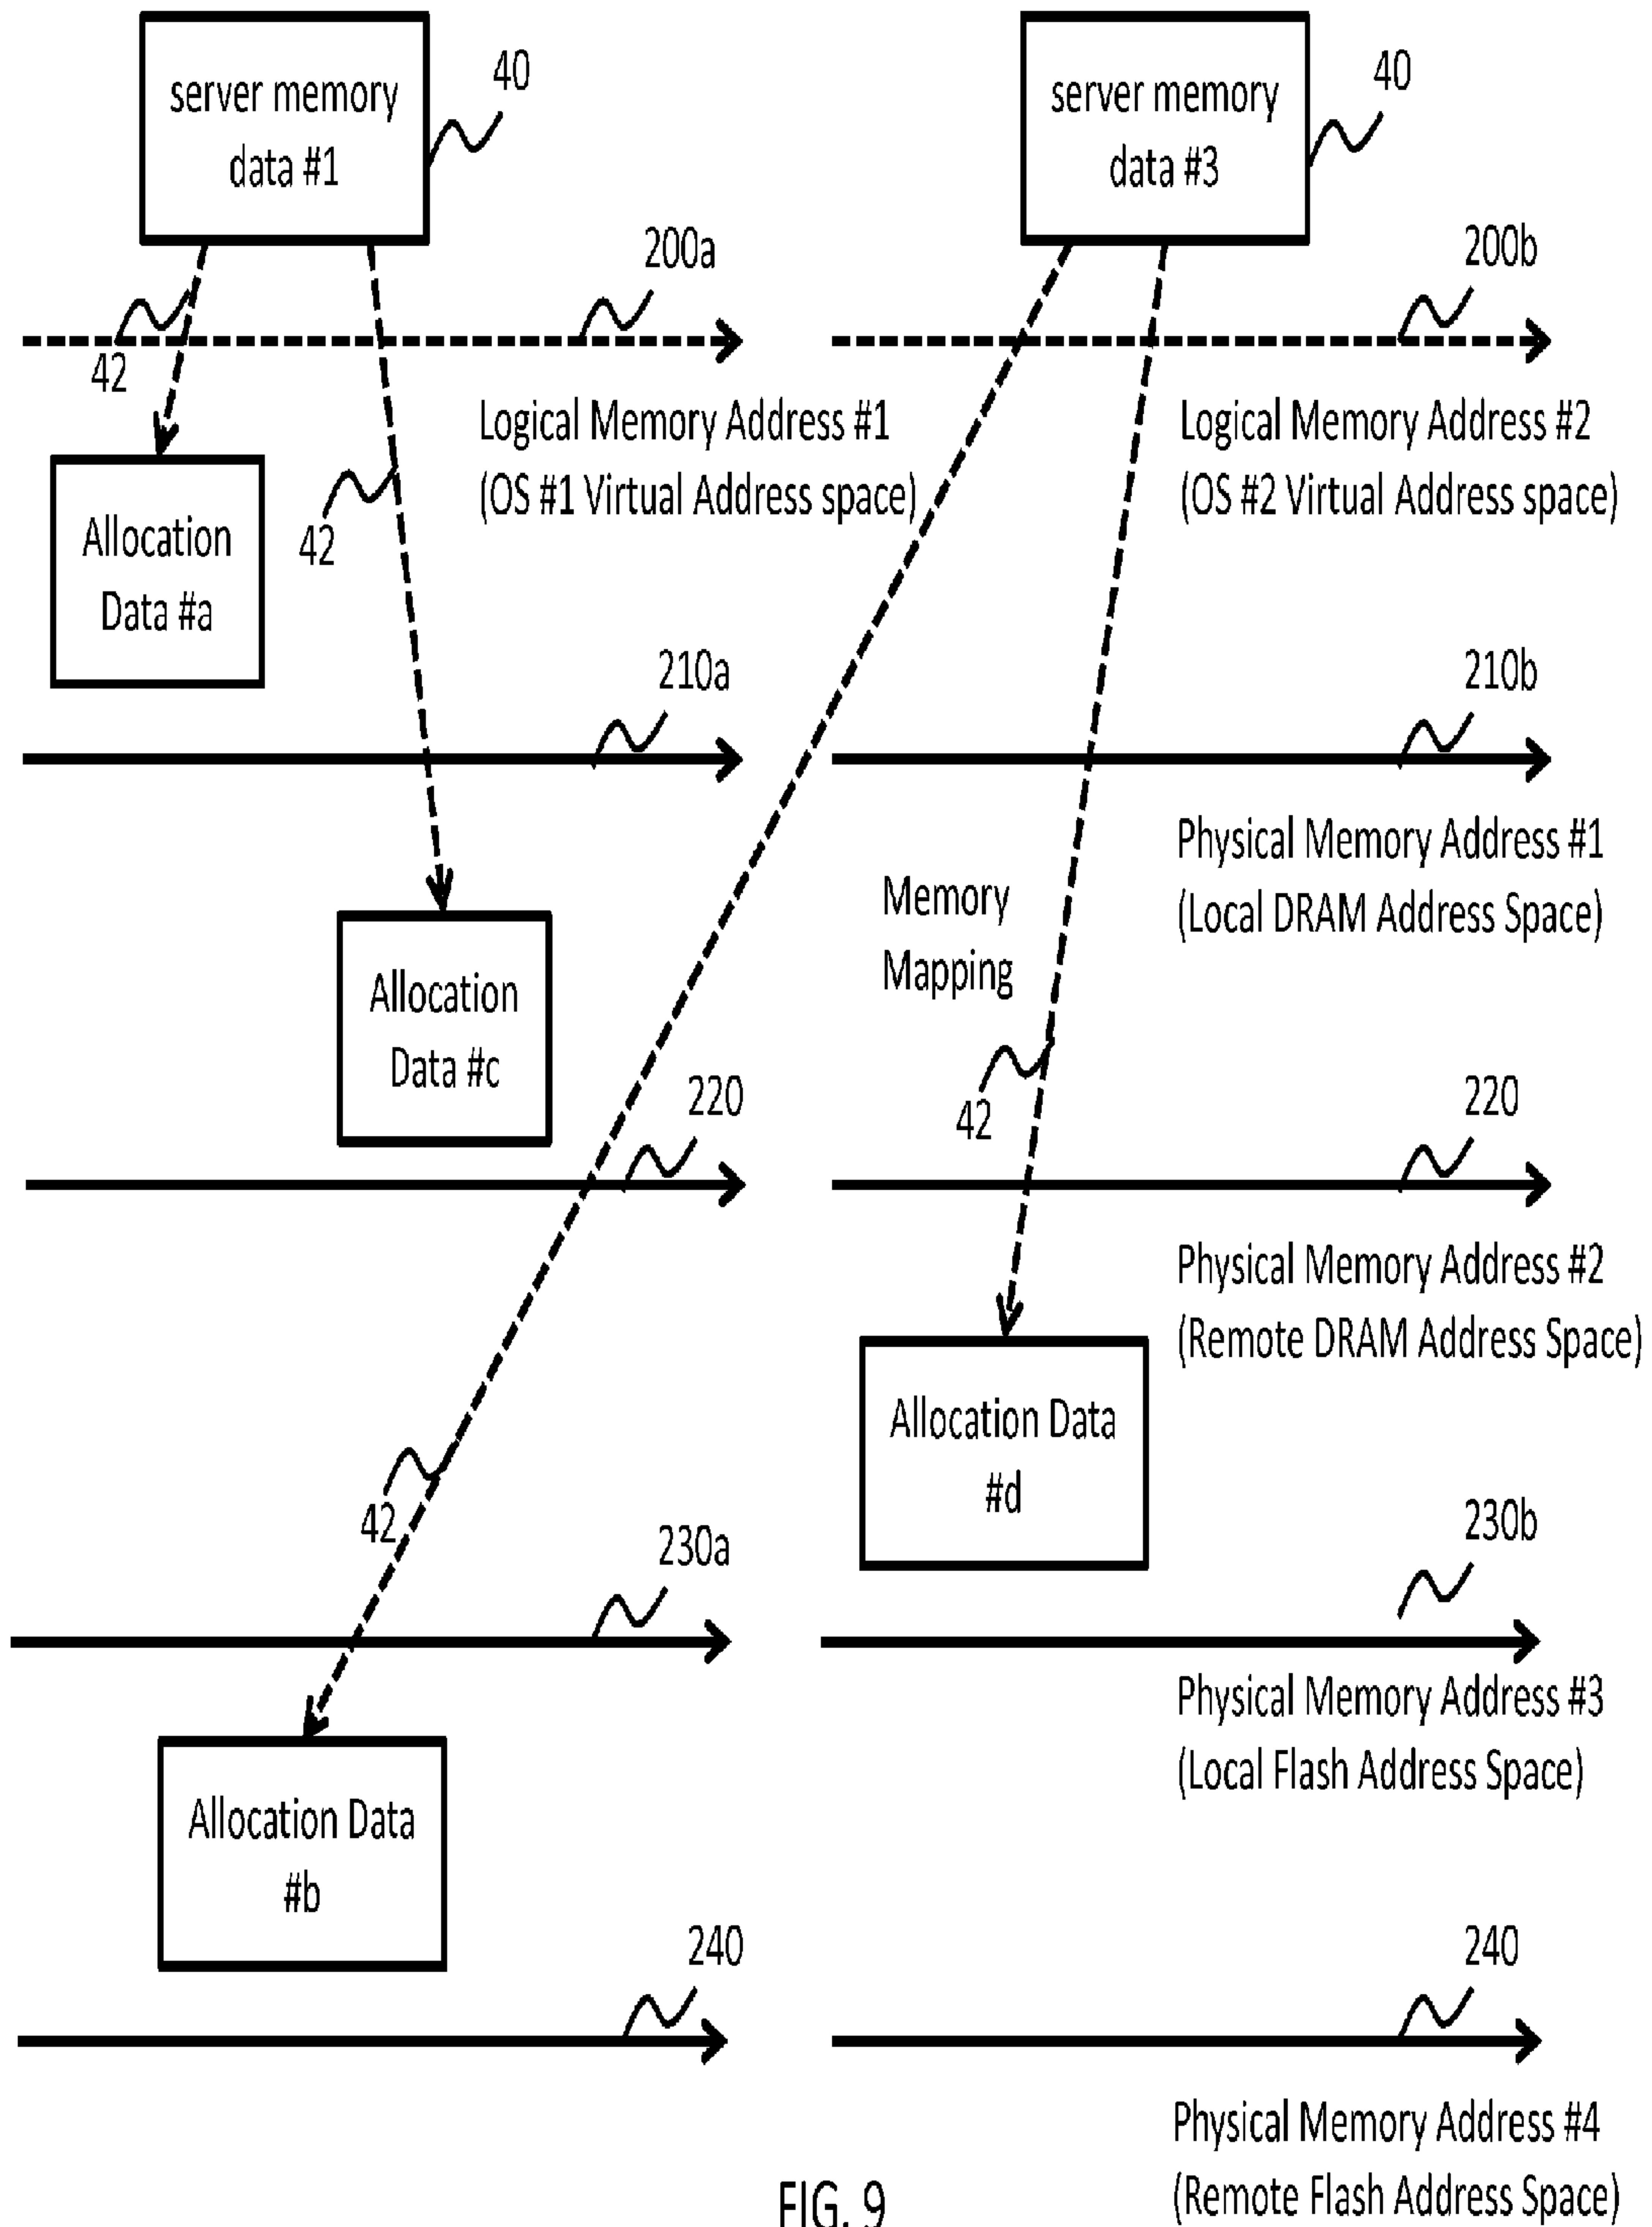 server memory
data #1
40
server memory
data #3
40
200a
200b
42
Logical Memory Address #1
(OS #1 Virtual Address space)
Logical Memory Address #2
(OS #2 Virtual Address space)
Allocation
Data #a
42
210a
210b
Physical Memory Address #1
(Local DRAM Address Space)
Memory
Mapping
Allocation
Data #c
220
42
220
Physical Memory Address #2
(Remote DRAM Address Space)
Allocation Data
#d
42
230a
230b
Physical Memory Address #3
(Local Flash Address Space)
Allocation Data
#b
240
240
Physical Memory Address #4
(Remote Flash Address Space)
FIG. 9